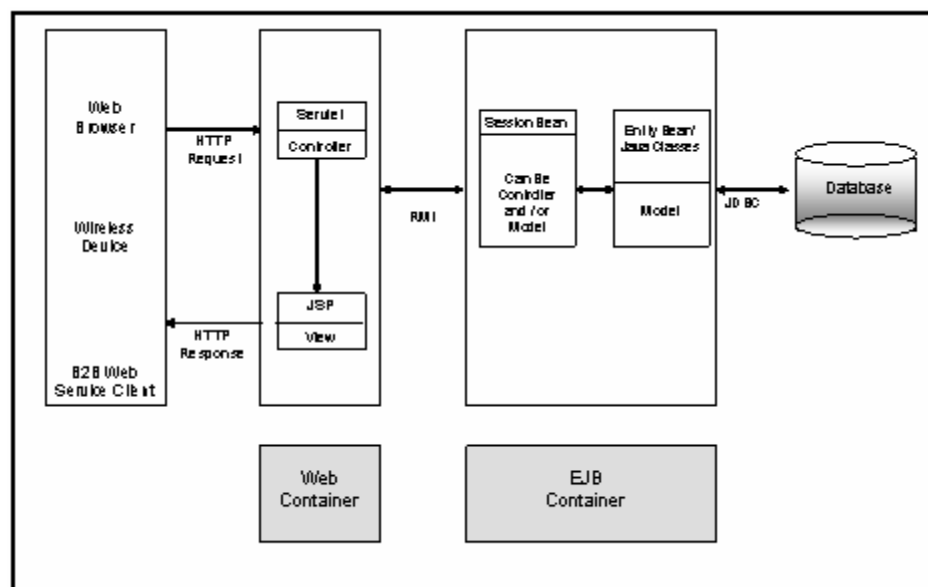 Web
Browser
Wireless
Device
B2B Web
Service Client
HTTP
Request
HTTP
Response
Servlet
Controller
JSP
View
RMI
Session Bean
Can Be
Controller
and / or
Model
Entity Bean/
Java Classes
Model
JDBC
Database
Web
Container
EJB
Container